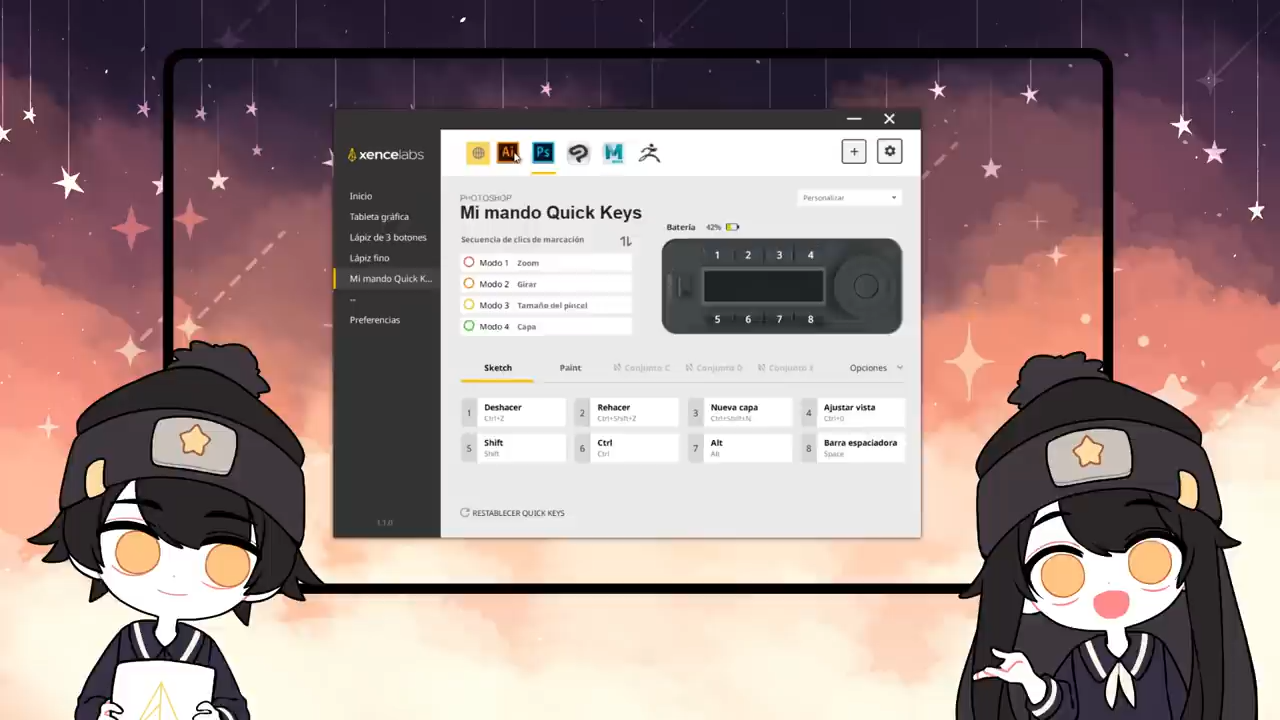 xencelabs
Inicio
Tableta gráfica
Lápiz de 3 botones
Lápiz fino
Mi mando Quick K...
--
Preferencias
1.1.0
Ai
Ps
M
+
PHOTOSHOP
Mi mando Quick Keys
Personalizar
Secuencia de clics de marcación
Modo 1 Zoom
Modo 2 Girar
Modo 3 Tamaño del pincel
Modo 4 Capa
Batería 42%
1 2 3 4
5 6 7 8
Sketch Paint Conjunto C Conjunto D Conjunto E Opciones
1 Deshacer
Ctrl+Z
2 Rehacer
Ctrl+Shift+Z
3 Nueva capa
Ctrl+Shift+N
4 Ajustar vista
Ctrl+0
5 Shift
Shift
6 Ctrl
Ctrl
7 Alt
Alt
8 Barra espaciadora
Space
RESTABLECER QUICK KEYS